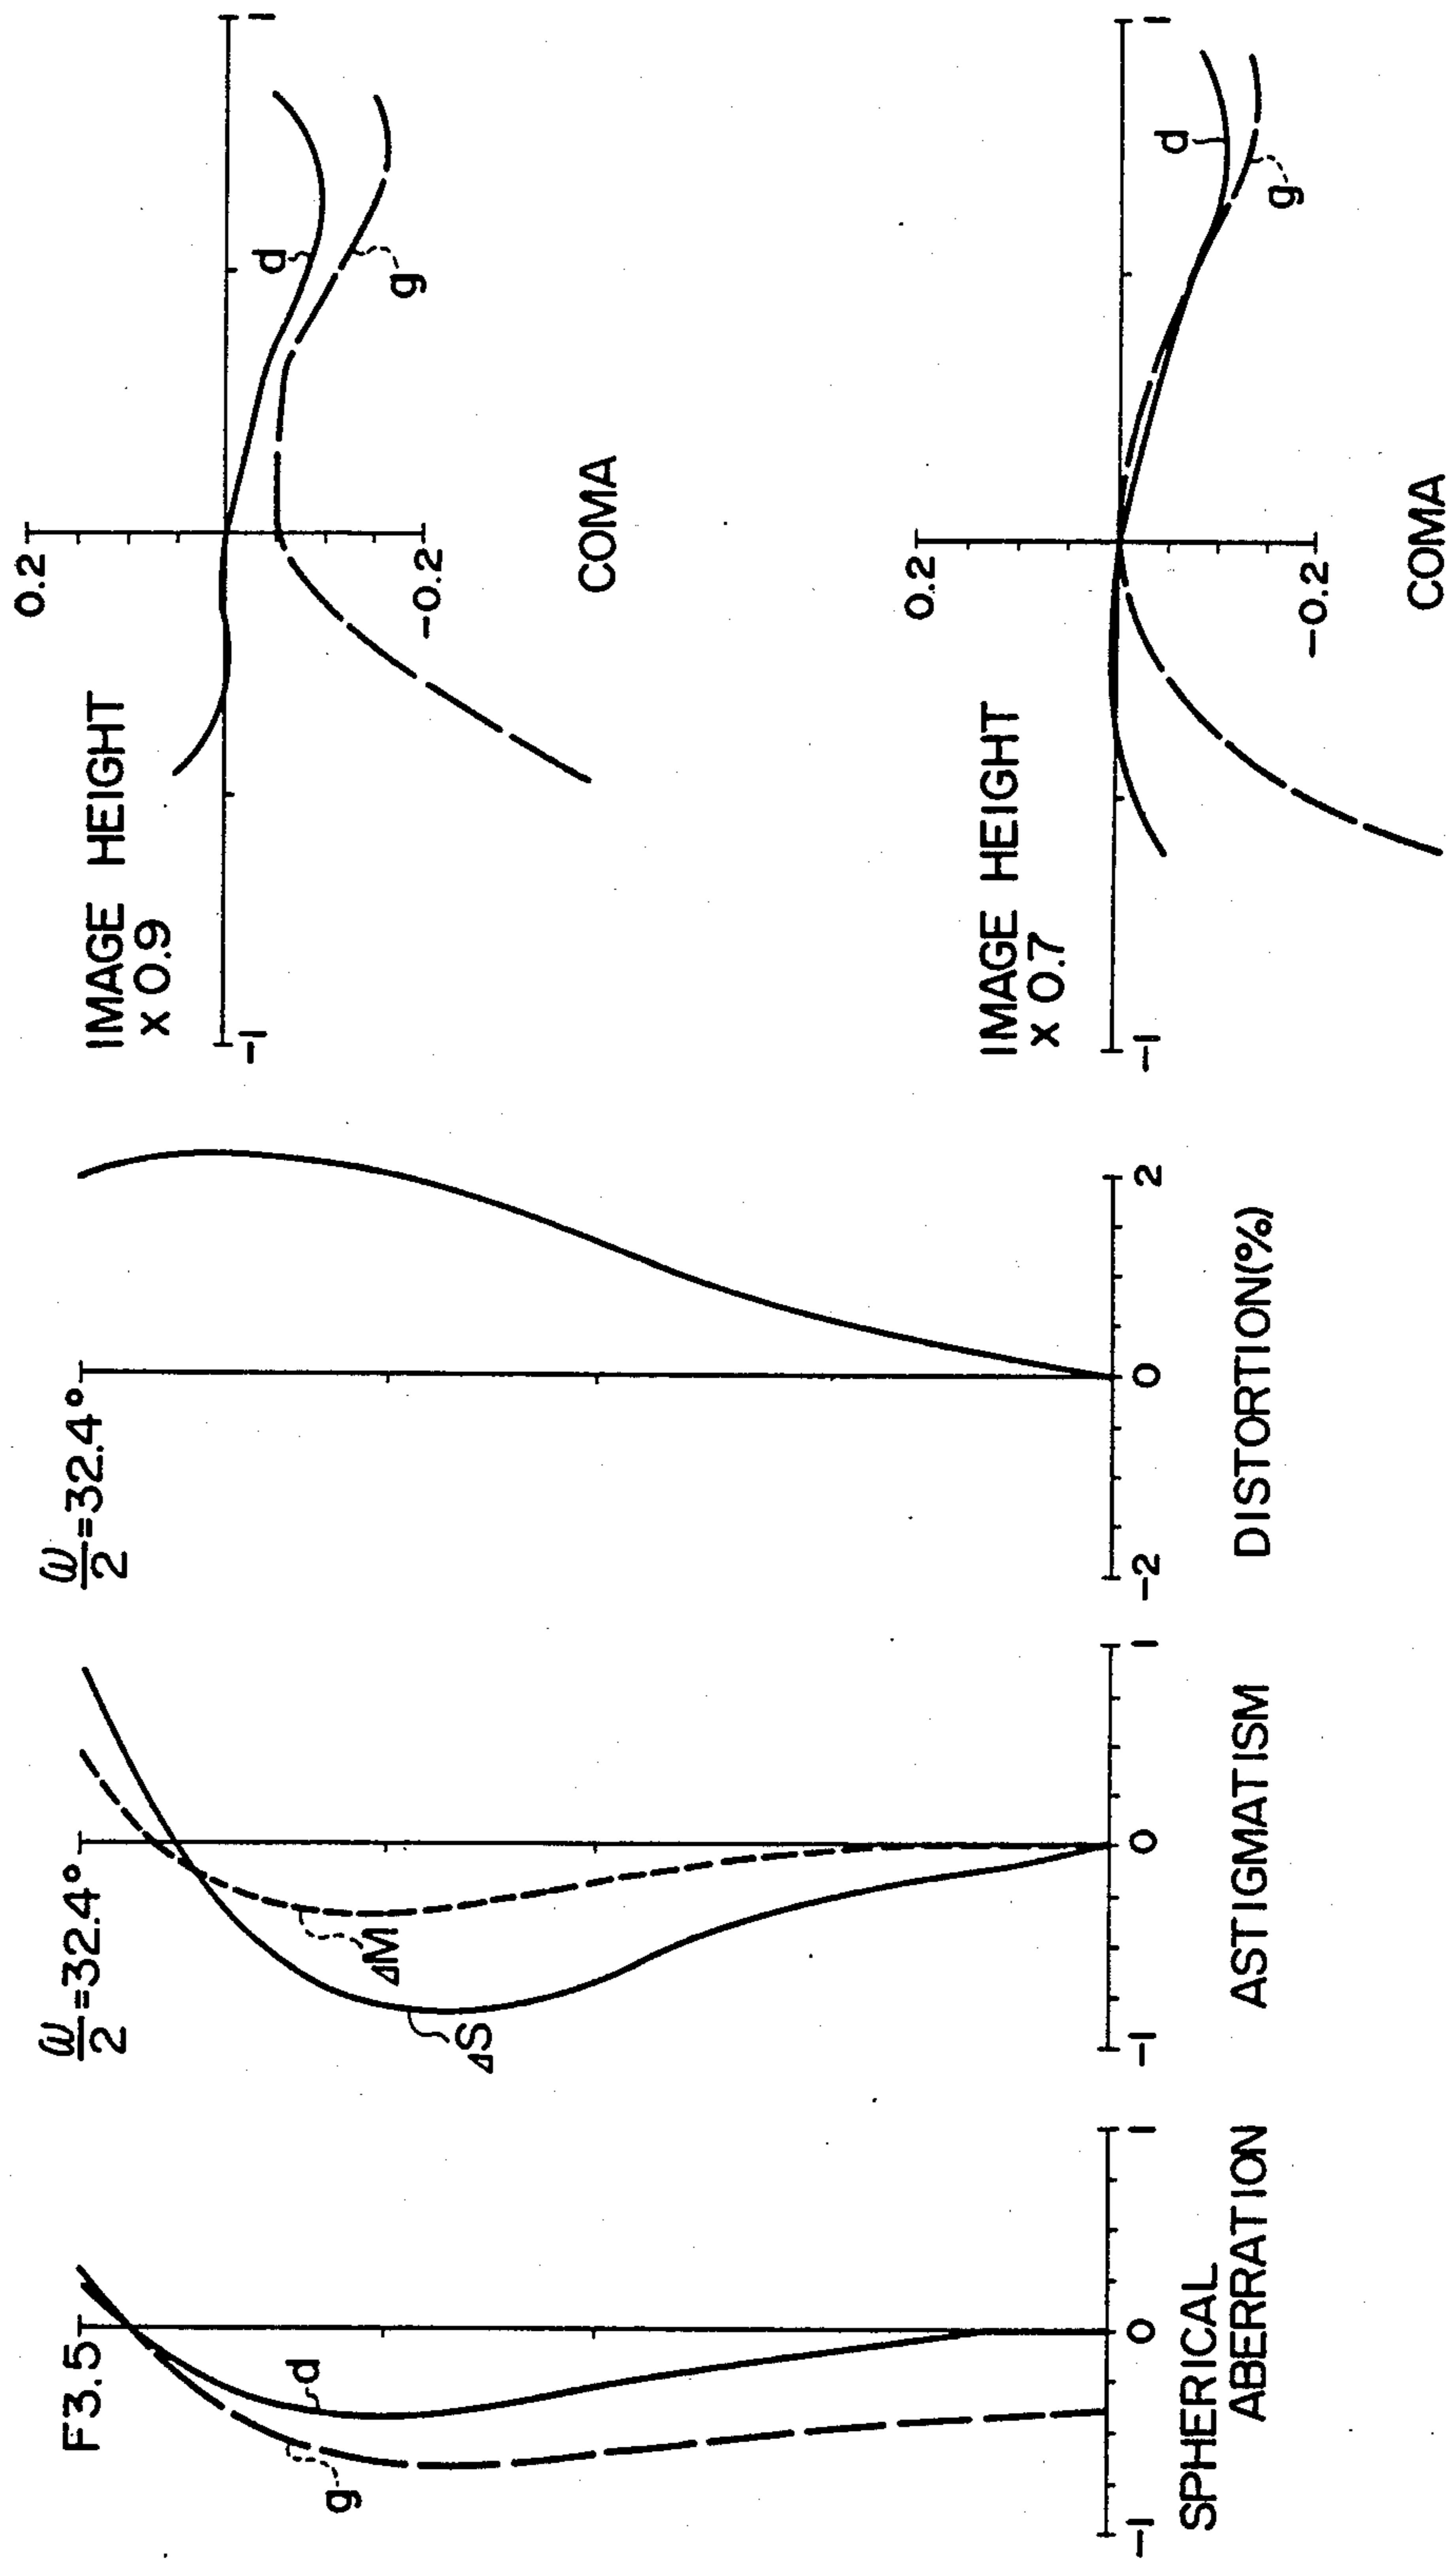 F3.5
g
d
-1
0
1
SPHERICAL
ABERRATION
ω/2=32.4°
ΔS
ΔM
-1
0
1
ASTIGMATISM
ω/2=32.4°
-2
0
2
DISTORTION(%)
IMAGE HEIGHT
x 0.9
0.2
-0.2
-1
1
d
g
COMA
IMAGE HEIGHT
x 0.7
0.2
-0.2
-1
1
d
g
COMA